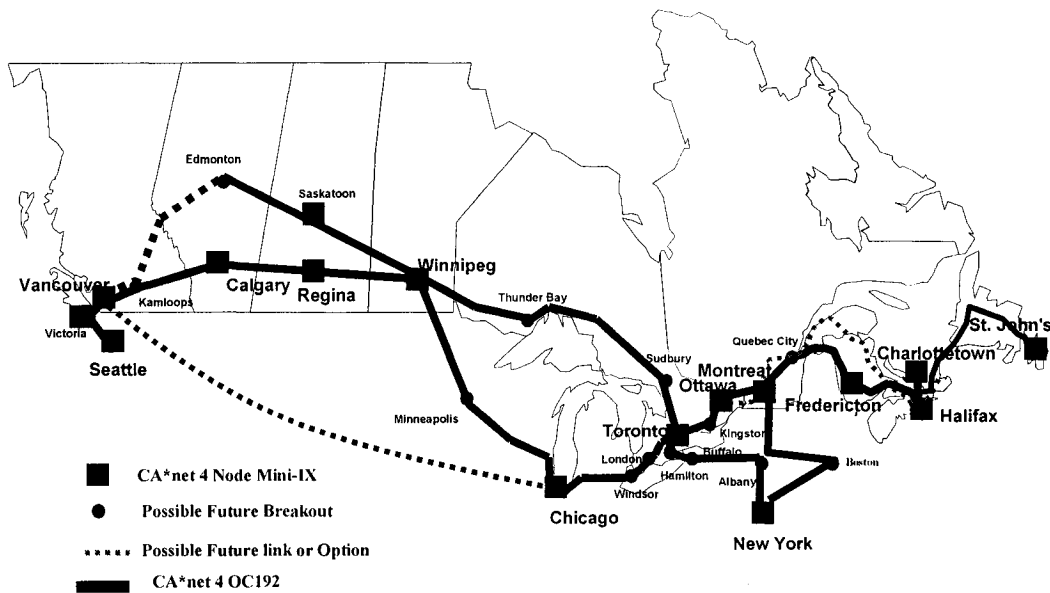 Edmonton
Saskatoon
Vancouver
Kamloops
Calgary
Regina
Winnipeg
Thunder Bay
Victoria
Seattle
Minneapolis
Sudbury
Ottawa
Montreal
Quebec City
St. John's
Charlottetown
Fredericton
Halifax
Toronto
Kingston
London
Buffalo
Hamilton
Windsor
Albany
Boston
Chicago
New York
CA*net 4 Node Mini-IX
Possible Future Breakout
Possible Future link or Option
CA*net 4 OC192